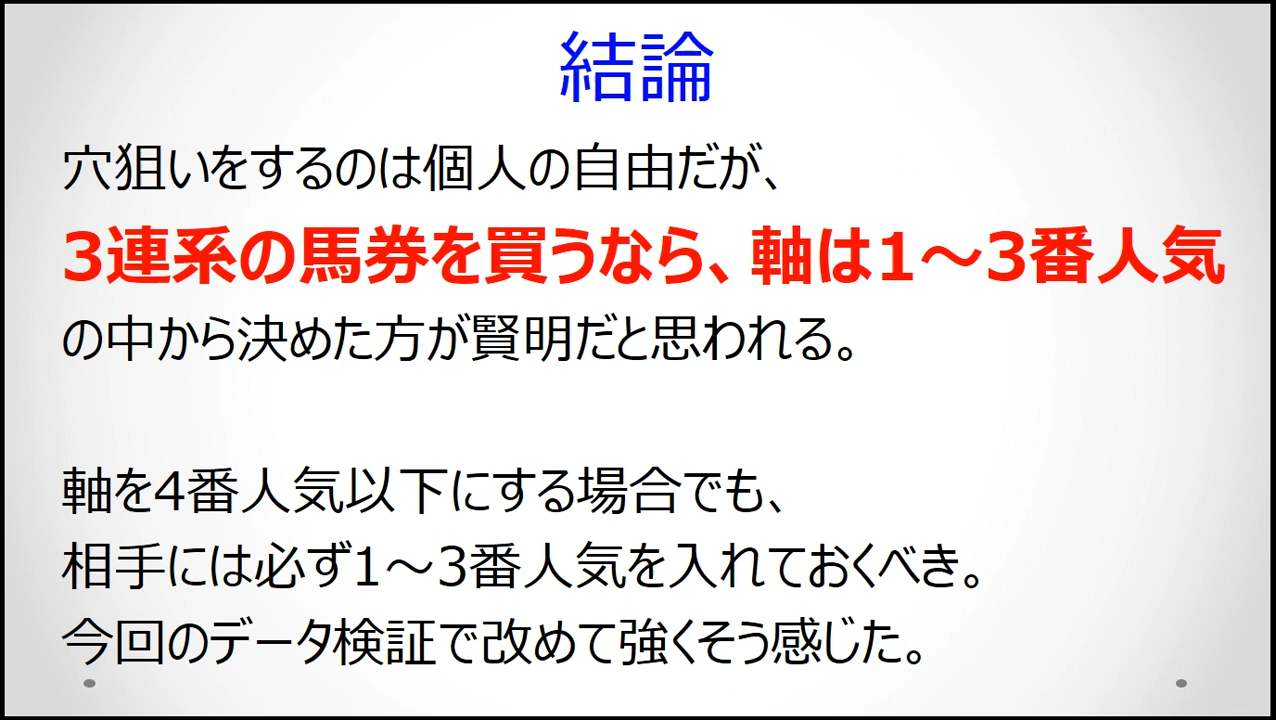 結論
穴狙いをするのは個人の自由だが、
3連系の馬券を買うなら、軸は1～3番人気
の中から決めた方が賢明だと思われる。
軸を4番人気以下にする場合でも、
相手には必ず1～3番人気を入れておくべき。
今回のデータ検証で改めて強くそう感じた。